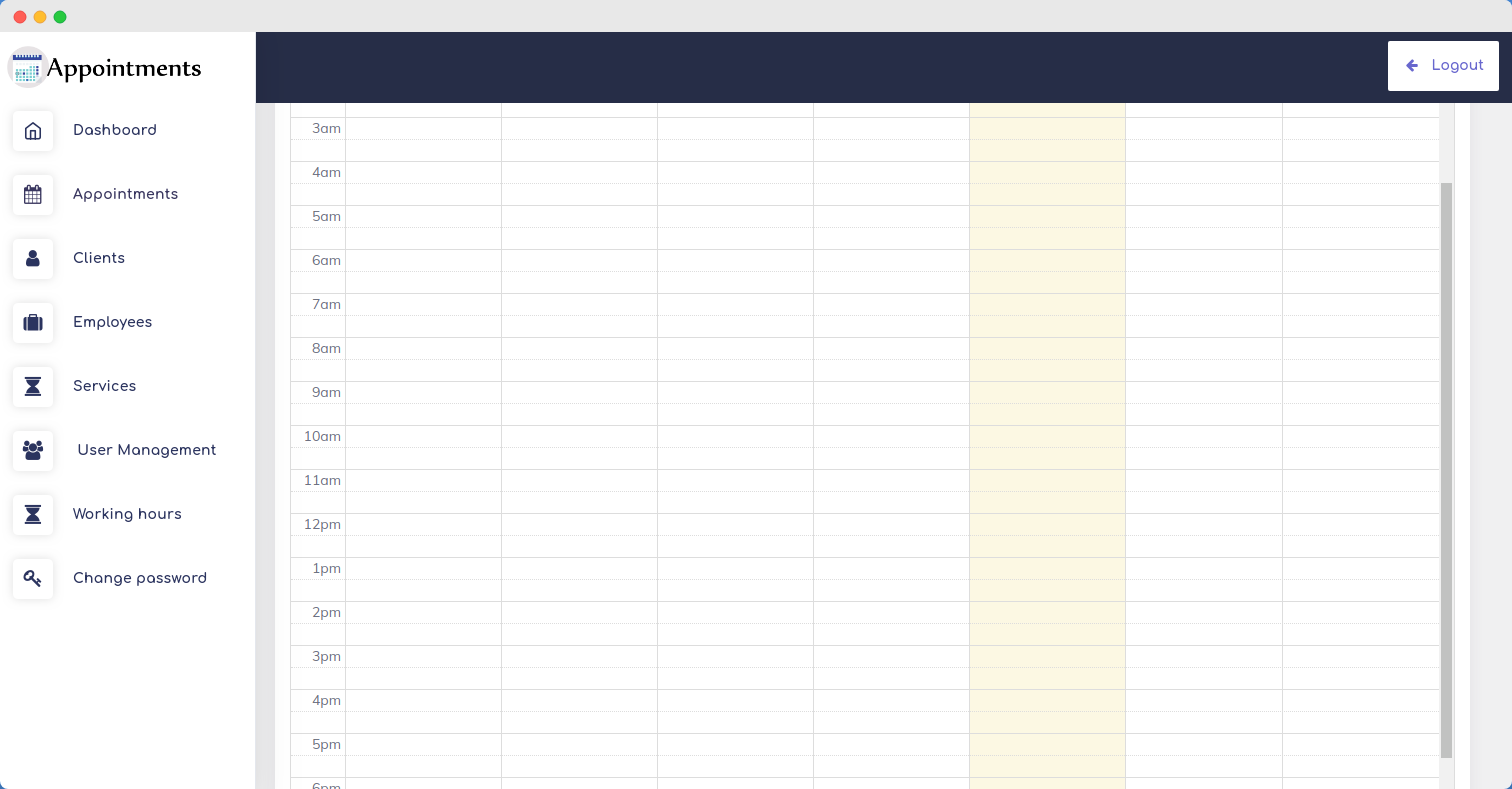 Appointments
Logout
Dashboard
Appointments
Clients
Employees
Services
User Management
Working hours
Change password
3am
4am
5am
6am
7am
8am
9am
10am
11am
12pm
1pm
2pm
3pm
4pm
5pm
6pm